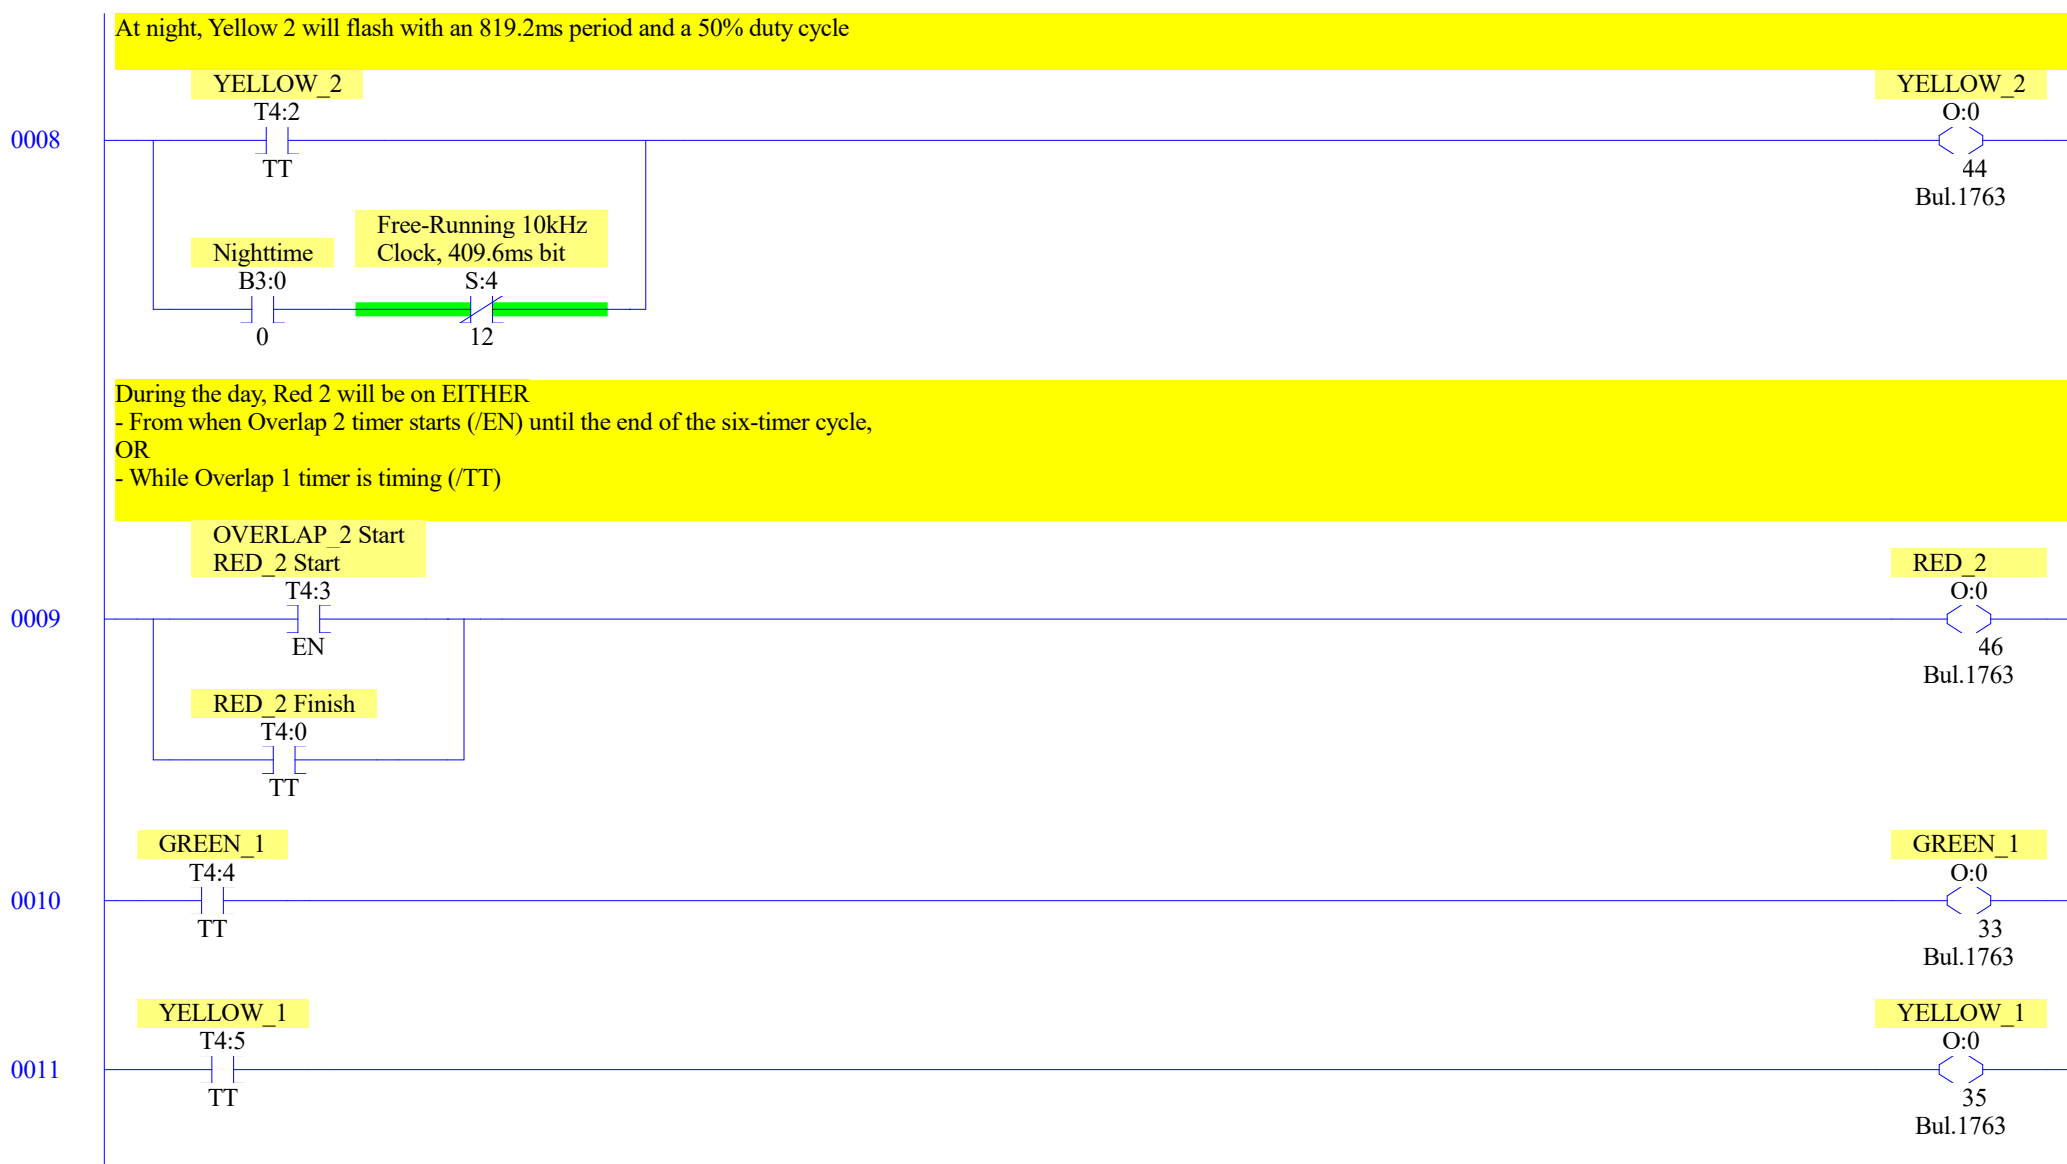 At night, Yellow 2 will flash with an 819.2ms period and a 50% duty cycle
YELLOW_2
T4:2
TT
YELLOW_2
O:0
44
Bul.1763
0008
Nighttime
B3:0
0
Free-Running 10kHz
Clock, 409.6ms bit
S:4
12
During the day, Red 2 will be on EITHER
- From when Overlap 2 timer starts (/EN) until the end of the six-timer cycle,
OR
- While Overlap 1 timer is timing (/TT)
OVERLAP_2 Start
RED_2 Start
T4:3
EN
RED_2
O:0
46
Bul.1763
0009
RED_2 Finish
T4:0
TT
GREEN_1
T4:4
TT
GREEN_1
O:0
33
Bul.1763
0010
YELLOW_1
T4:5
TT
YELLOW_1
O:0
35
Bul.1763
0011